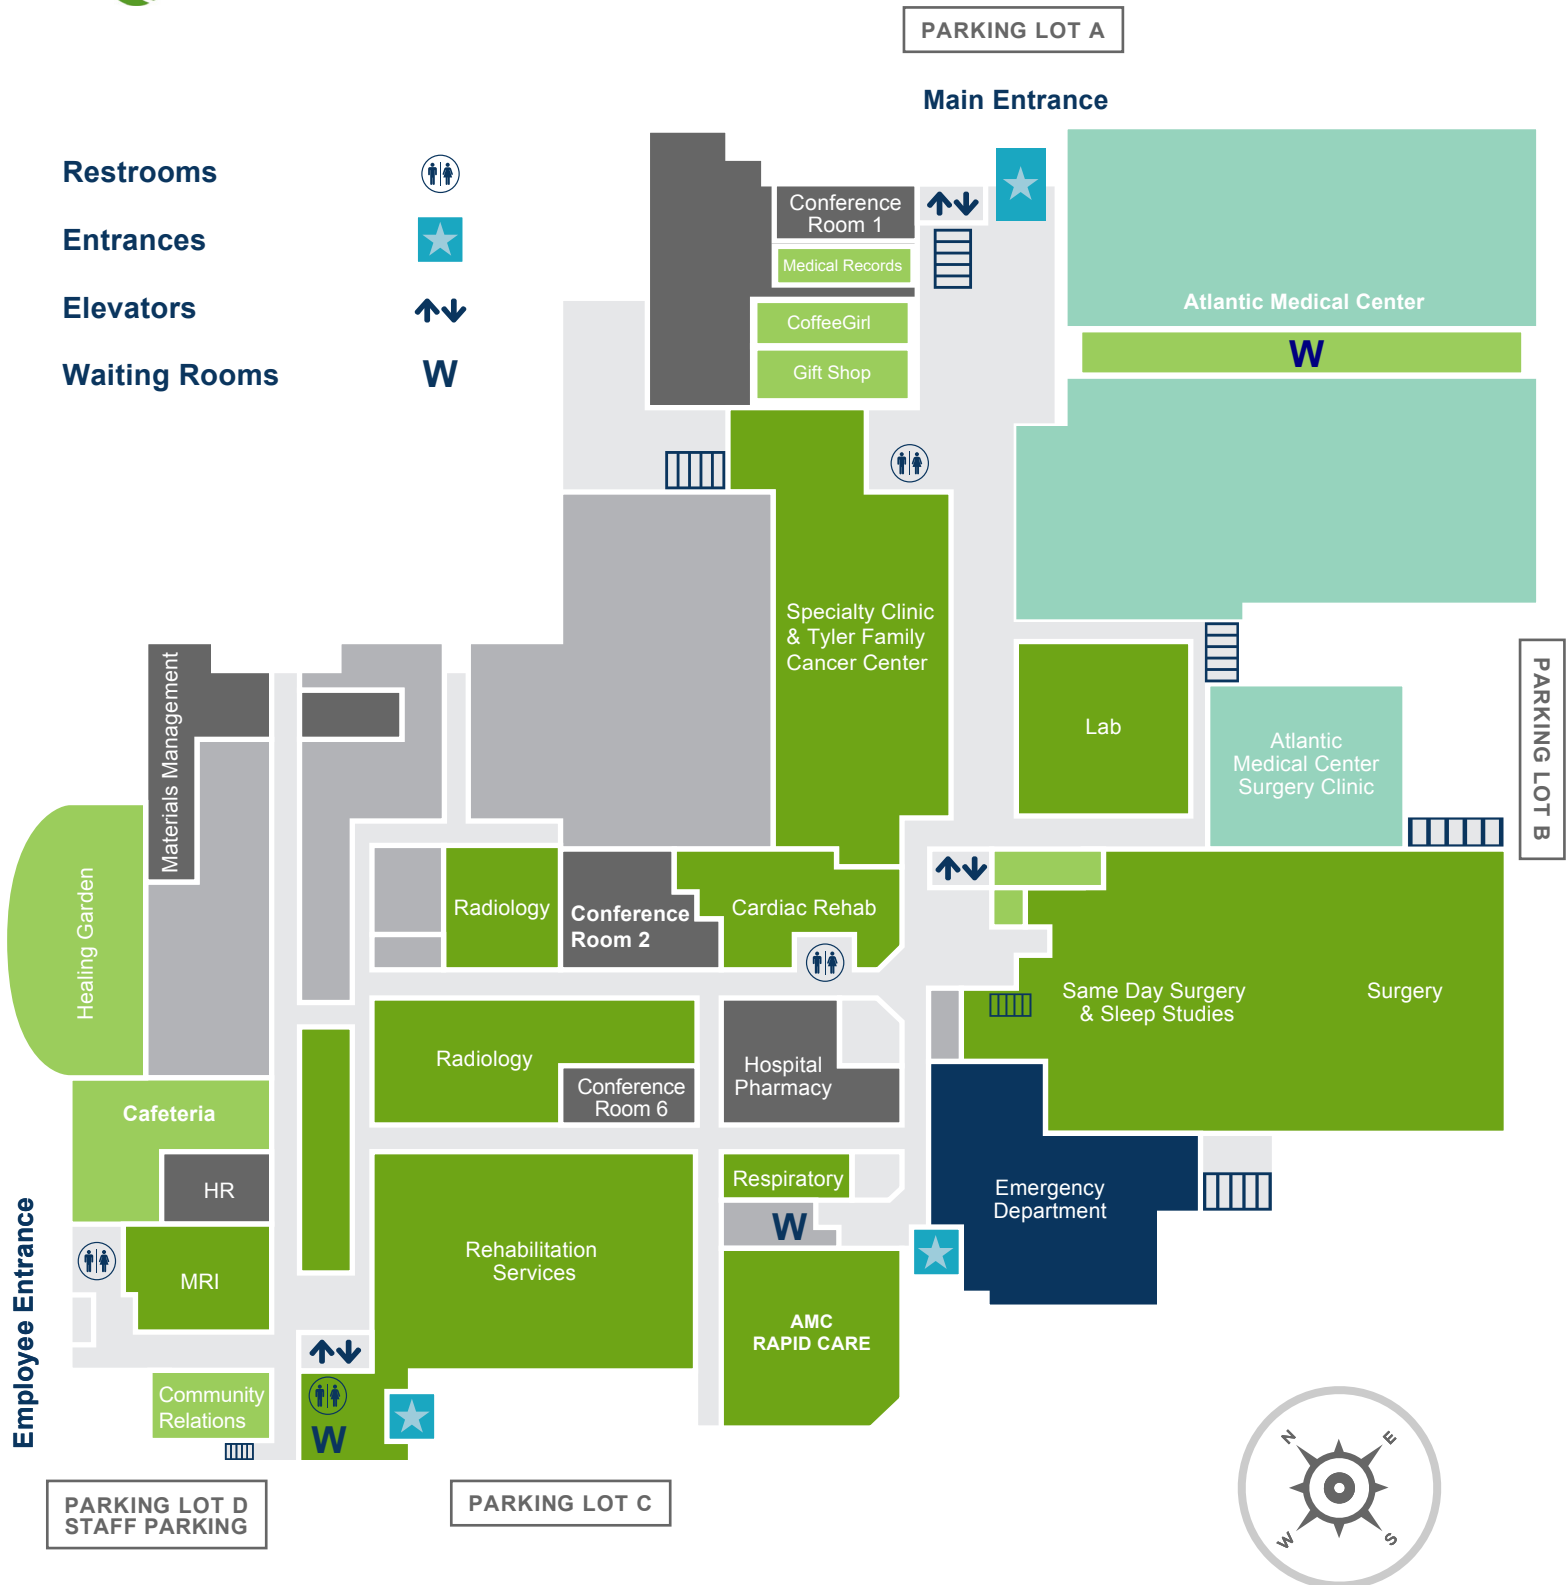 PARKING LOT A
Main Entrance
Restrooms
Entrances
Elevators
Waiting Rooms
W
Conference
Room 1
Medical Records
CoffeeGirl
Gift Shop
Atlantic Medical Center
W
Specialty Clinic
& Tyler Family
Cancer Center
Lab
Atlantic
Medical Center
Surgery Clinic
PARKING LOT B
Materials Management
Healing Garden
Radiology
Conference
Room 2
Cardiac Rehab
Same Day Surgery
& Sleep Studies
Surgery
Radiology
Conference
Room 6
Hospital
Pharmacy
Cafeteria
HR
MRI
Employee Entrance
Respiratory
W
Emergency
Department
Rehabilitation
Services
AMC
RAPID CARE
Community
Relations
W
PARKING LOT D
STAFF PARKING
PARKING LOT C
N
E
W
S